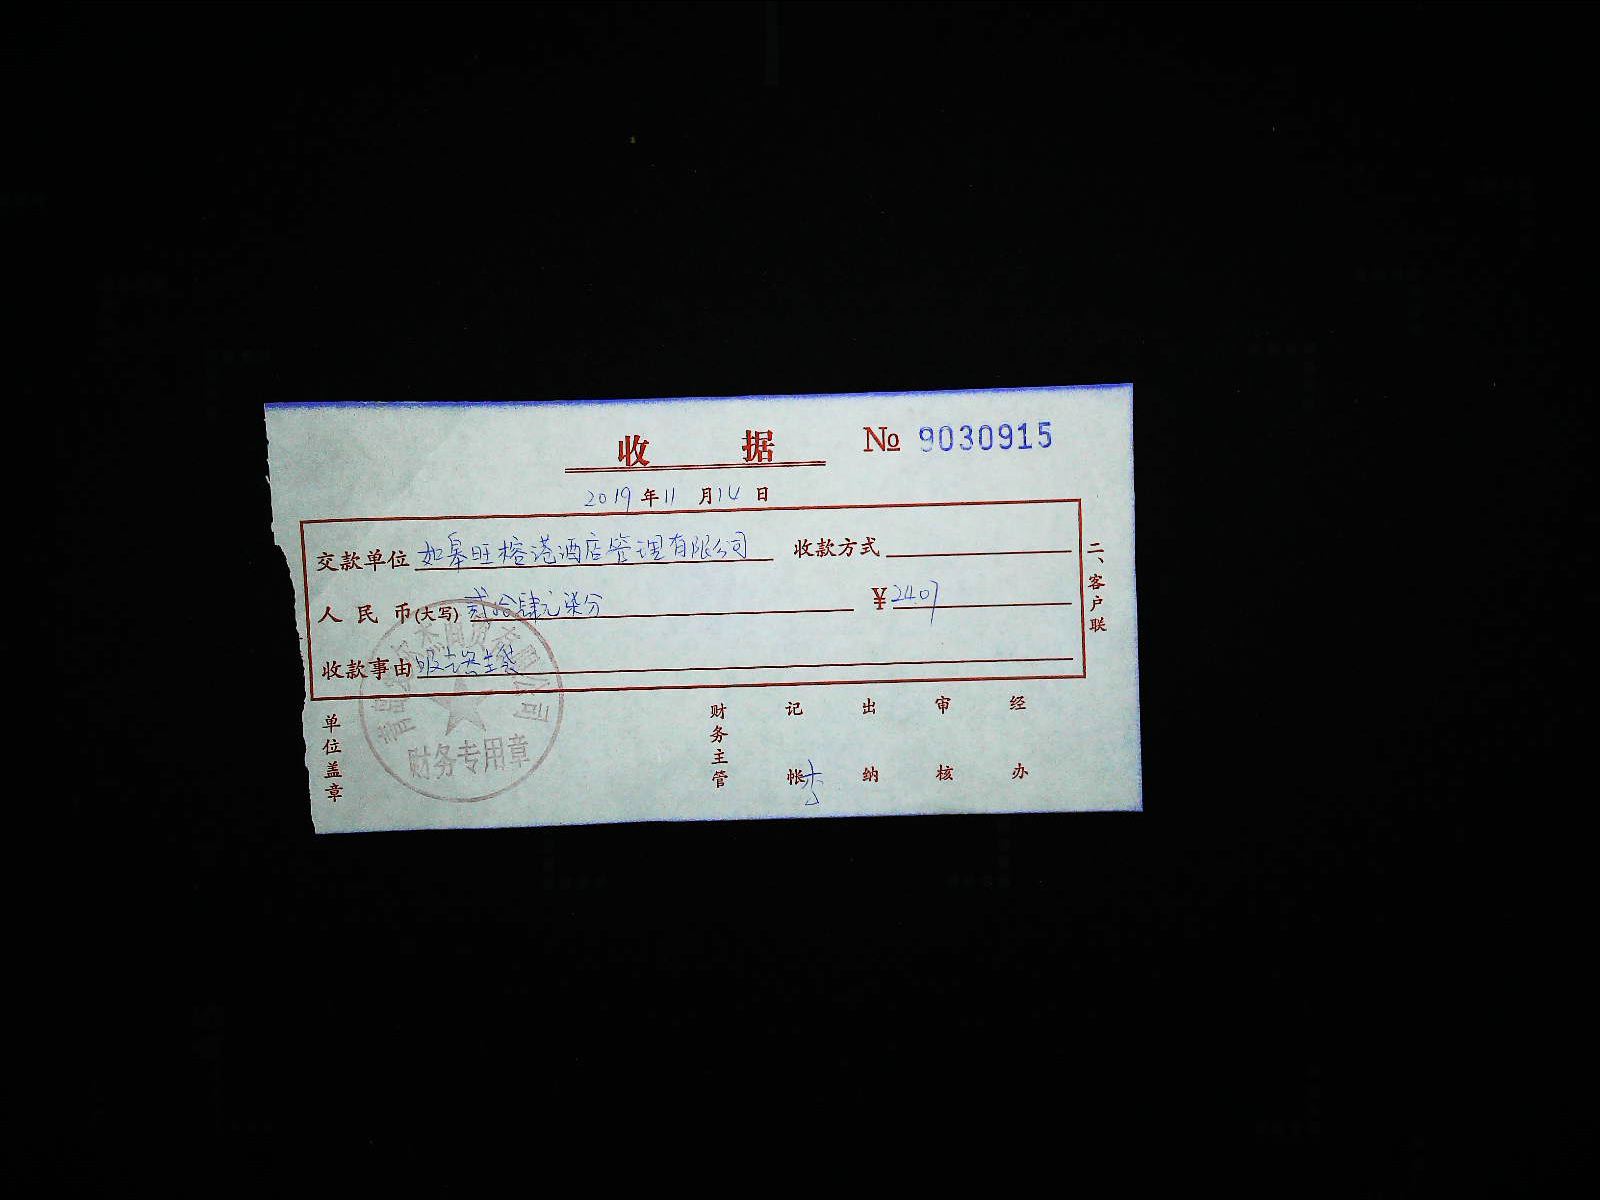 收 据 № 9030915
2019 年 11 月 14 日
交款单位 如皋旺榕港酒店管理有限公司 收款方式
人民币(大写) 贰拾肆元柒分 ¥ 24.07
收款事由
二、客户联
单位盖章 财务主管 记帐 李 出纳 审核 经办
财务专用章